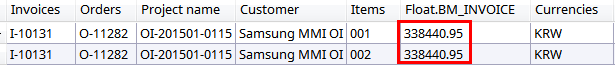 Invoices Orders Project name Customer Items Float.BM_INVOICE Currencies
I-10131 O-11282 OI-201501-0115 Samsung MMI OI 001 338440.95 KRW
I-10131 O-11282 OI-201501-0115 Samsung MMI OI 002 338440.95 KRW